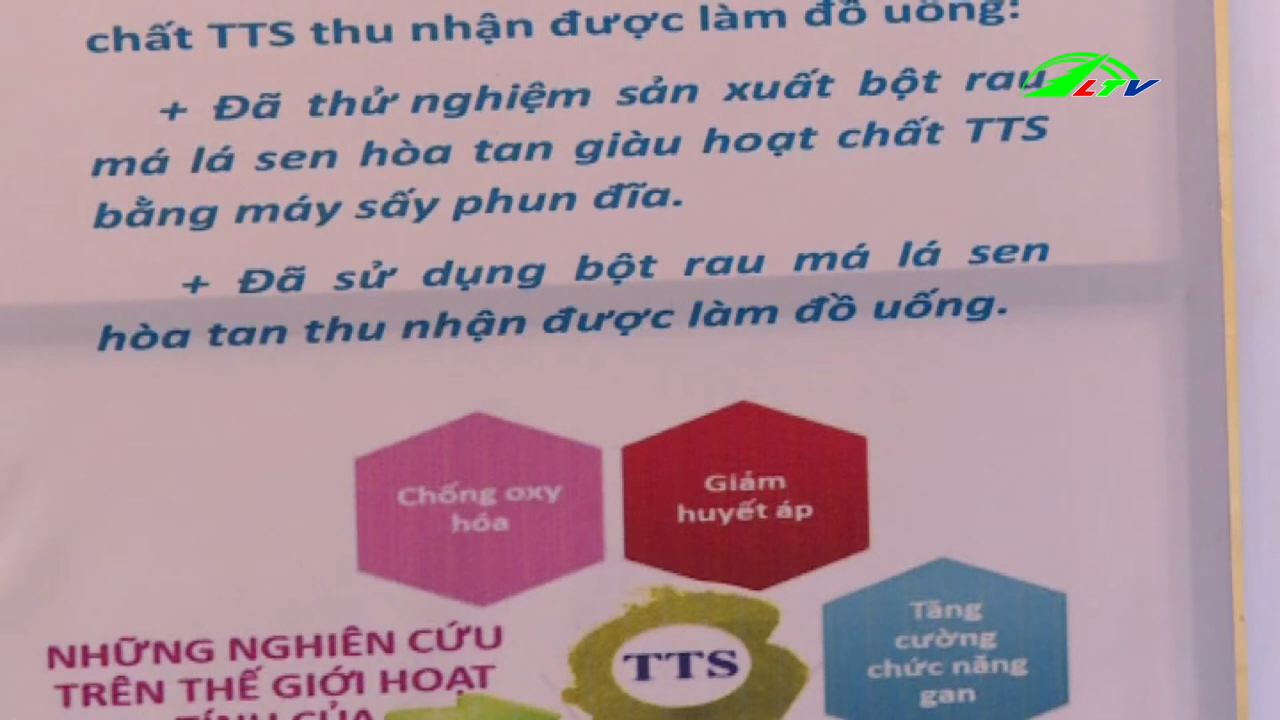 chất TTS thu nhận được làm đồ uống:
+ Đã thử nghiệm sản xuất bột rau
má lá sen hòa tan giàu hoạt chất TTS
bằng máy sấy phun đĩa.
+ Đã sử dụng bột rau má lá sen
hòa tan thu nhận được làm đồ uống.
LTV
Chống oxy
hóa
Giảm
huyết áp
Tăng
cường
chức năng
gan
TTS
NHỮNG NGHIÊN CỨU
TRÊN THẾ GIỚI HOẠT
TÍNH CỦA